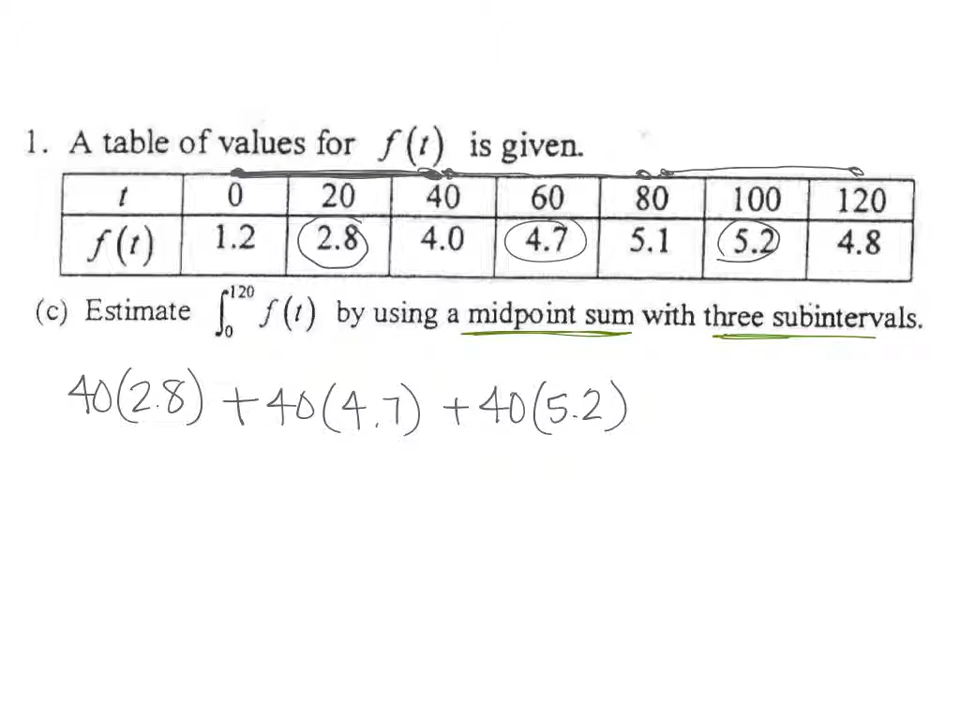 1. A table of values for f(t) is given.
t 0 20 40 60 80 100 120
f(t) 1.2 2.8 4.0 4.7 5.1 5.2 4.8
(c) Estimate ∫₀¹²⁰ f(t) by using a midpoint sum with three subintervals.
40(2.8) + 40(4.7) + 40(5.2)